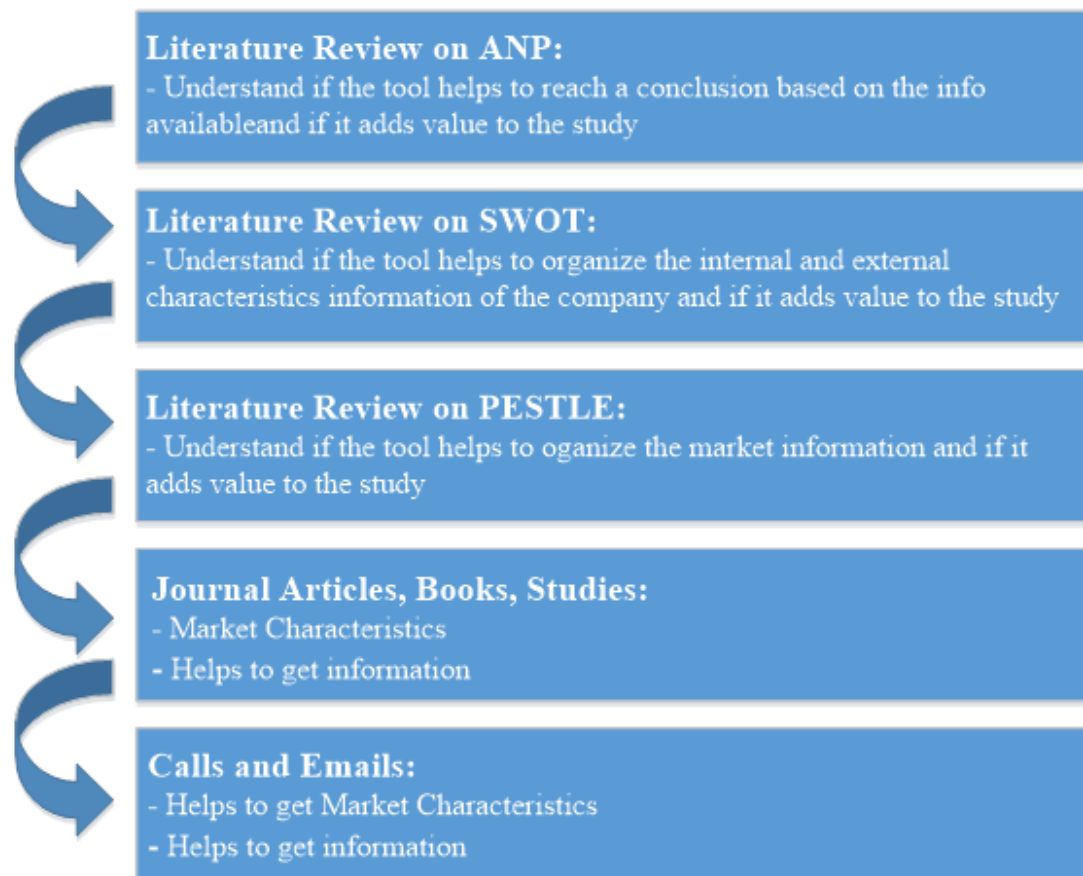 Literature Review on ANP:
- Understand if the tool helps to reach a conclusion based on the info
availableand if it adds value to the study
Literature Review on SWOT:
- Understand if the tool helps to organize the internal and external
characteristics information of the company and if it adds value to the study
Literature Review on PESTLE:
- Understand if the tool helps to oganize the market information and if it
adds value to the study
Journal Articles, Books, Studies:
- Market Characteristics
- Helps to get information
Calls and Emails:
- Helps to get Market Characteristics
- Helps to get information